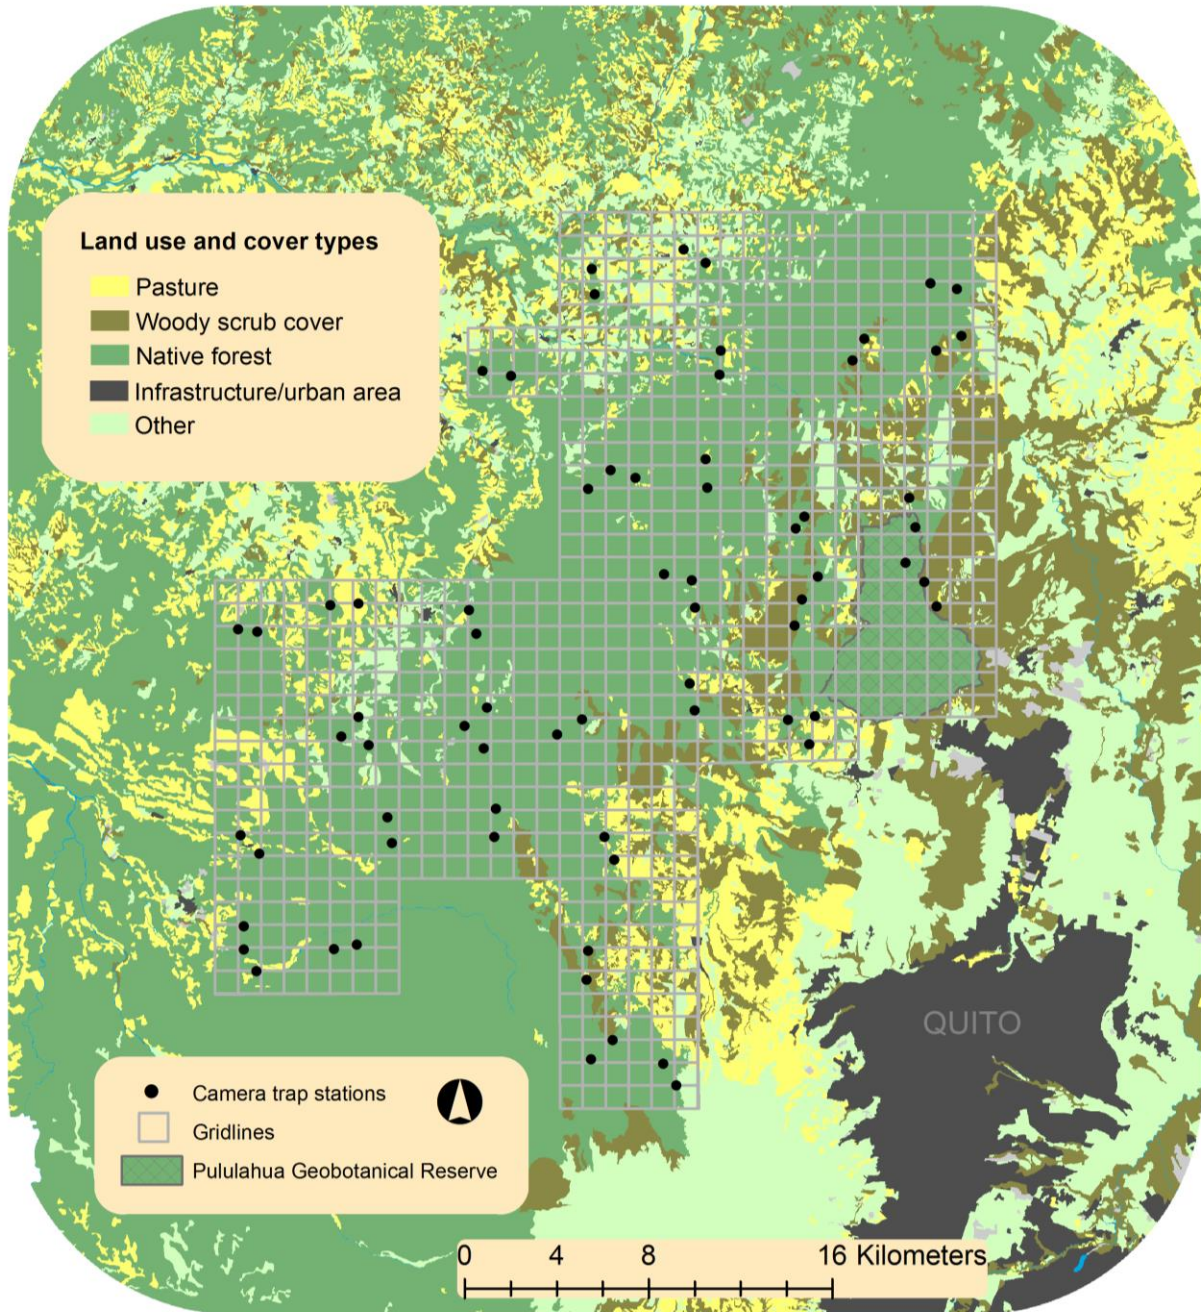 Land use and cover types
Pasture
Woody scrub cover
Native forest
Infrastructure/urban area
Other
QUITO
Camera trap stations
Gridlines
Pululahua Geobotanical Reserve
0 4 8 16 Kilometers